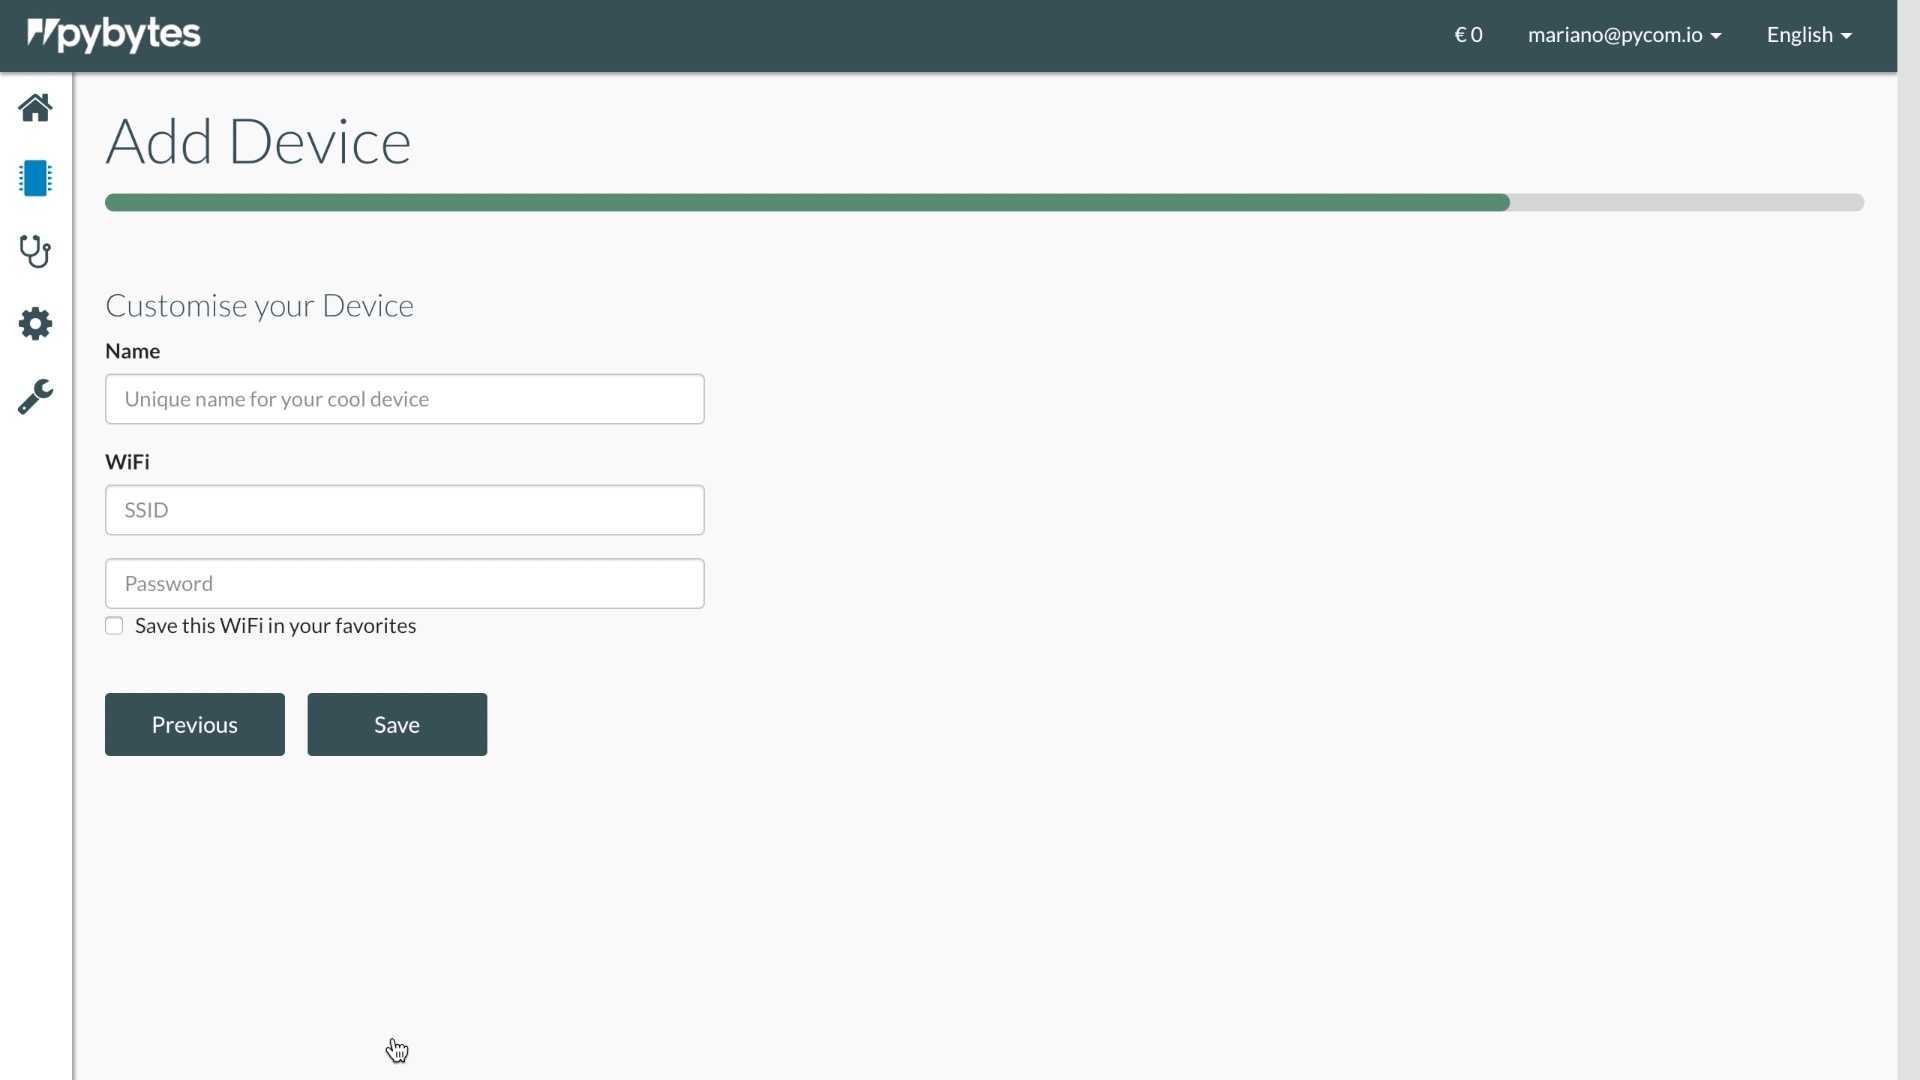 pybytes
€ 0
mariano@pycom.io
English
Add Device
Customise your Device
Name
Unique name for your cool device
WiFi
SSID
Password
Save this WiFi in your favorites
Previous
Save